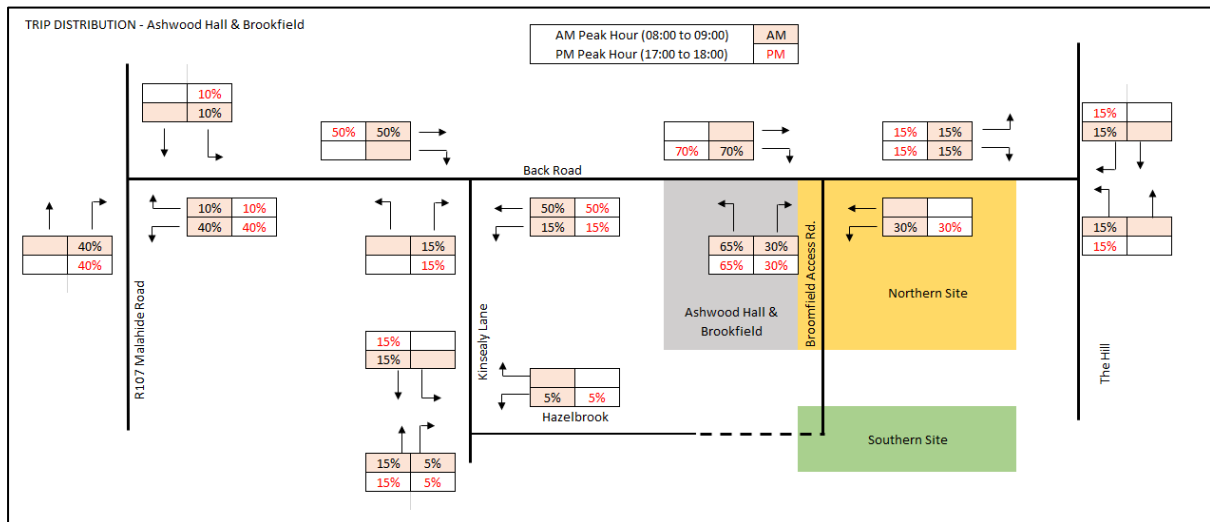 TRIP DISTRIBUTION - Ashwood Hall & Brookfield
AM Peak Hour (08:00 to 09:00) AM
PM Peak Hour (17:00 to 18:00) PM
10%
10%
50% 50%
70% 70%
15% 15%
15% 15%
15%
15%
Back Road
40%
40%
10% 10%
40% 40%
15%
15%
50% 50%
15% 15%
65% 30%
65% 30%
30% 30%
15%
15%
R107 Malahide Road
Kinsealy Lane
Ashwood Hall &
Brookfield
Broomfield Access Rd.
Northern Site
The Hill
15%
15%
5% 5%
Hazelbrook
Southern Site
15% 5%
15% 5%